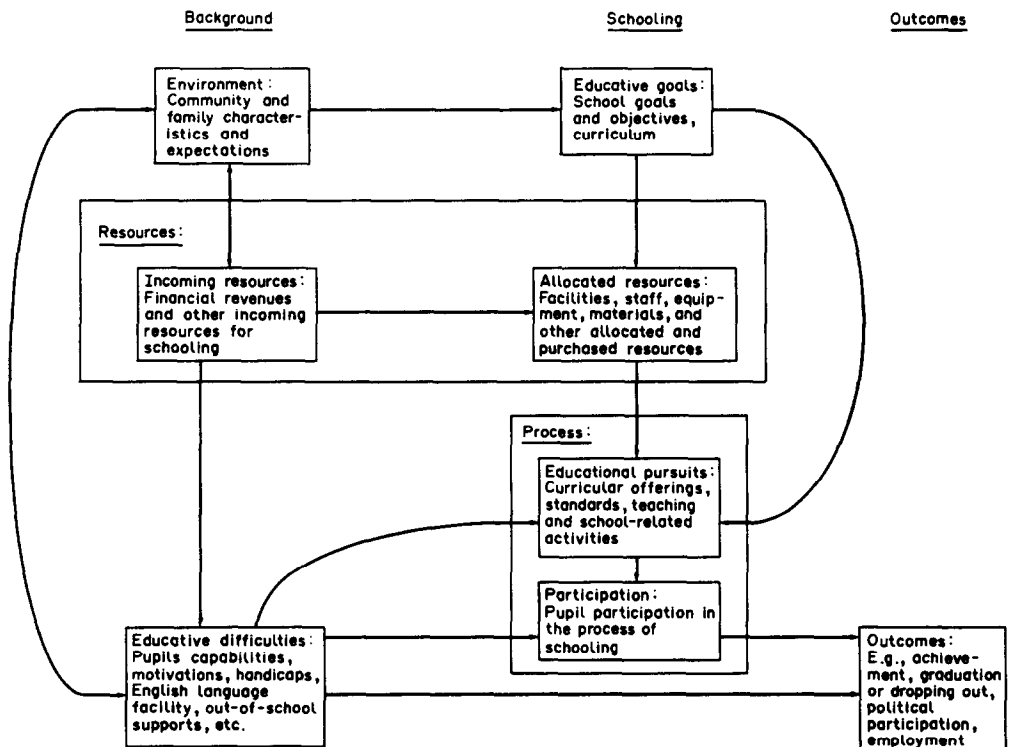 Background
Schooling
Outcomes
Environment:
Community and
family character-
istics and
expectations
Educative goals:
School goals
and objectives,
curriculum
Resources:
Incoming resources:
Financial revenues
and other incoming
resources for
schooling
Allocated resources:
Facilities, staff, equip-
ment, materials, and
other allocated and
purchased resources
Process:
Educational pursuits:
Curricular offerings,
standards, teaching
and school-related
activities
Participation:
Pupil participation in
the process of
schooling
Educative difficulties:
Pupils capabilities,
motivations, handicaps,
English language
facility, out-of-school
supports, etc.
Outcomes:
E.g., achieve-
ment, graduation
or dropping out,
political
participation,
employment